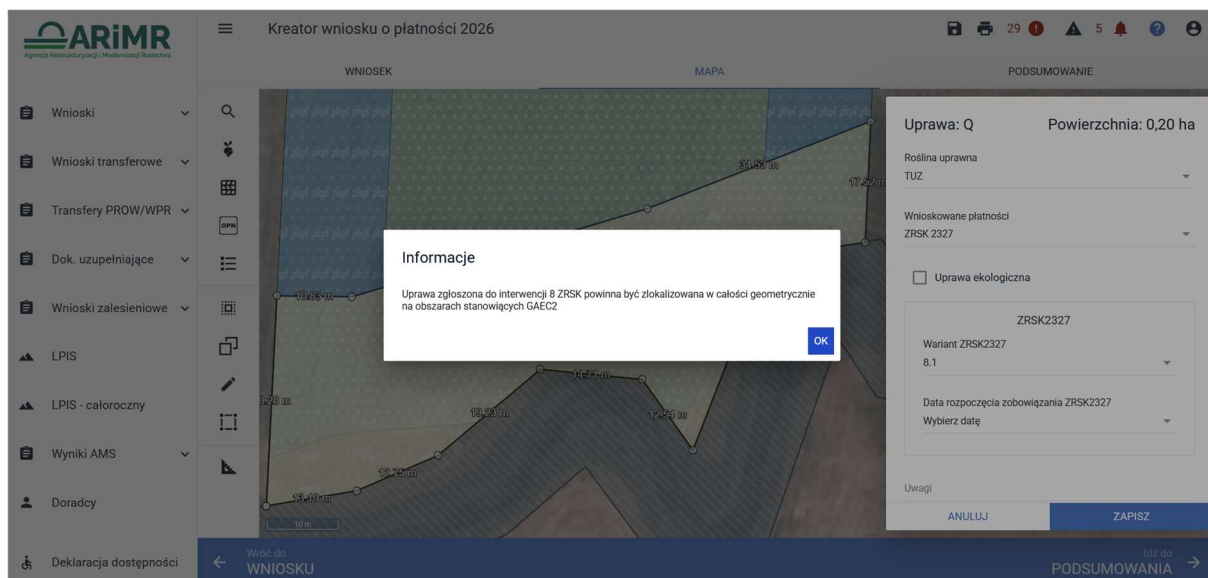 ARiMR
Agencja Restrukturyzacji i Modernizacji Rolnictwa
Kreator wniosku o płatności 2026
29
5
WNIOSEK
MAPA
PODSUMOWANIE
Wnioski
Wnioski transferowe
Transfery PROW/WPR
Dok. uzupełniające
Wnioski zalesieniowe
LPIS
LPIS - całoroczny
Wyniki AMS
Doradcy
Deklaracja dostępności
OPN
34.53 m
17.52 m
10.83 m
14.74 m
19.23 m
12.54 m
12.75 m
13.19 m
10 m
Informacje
Uprawa zgłoszona do interwencji 8 ZRSK powinna być zlokalizowana w całości geometrycznie
na obszarach stanowiących GAEC2
OK
Uprawa: Q
Powierzchnia: 0,20 ha
Roślina uprawna
TUZ
Wnioskowane płatności
ZRSK 2327
Uprawa ekologiczna
ZRSK2327
Wariant ZRSK2327
8.1
Data rozpoczęcia zobowiązania ZRSK2327
Wybierz datę
Uwagi
ANULUJ
ZAPISZ
Wróć do
WNIOSKU
Idź do
PODSUMOWANIA